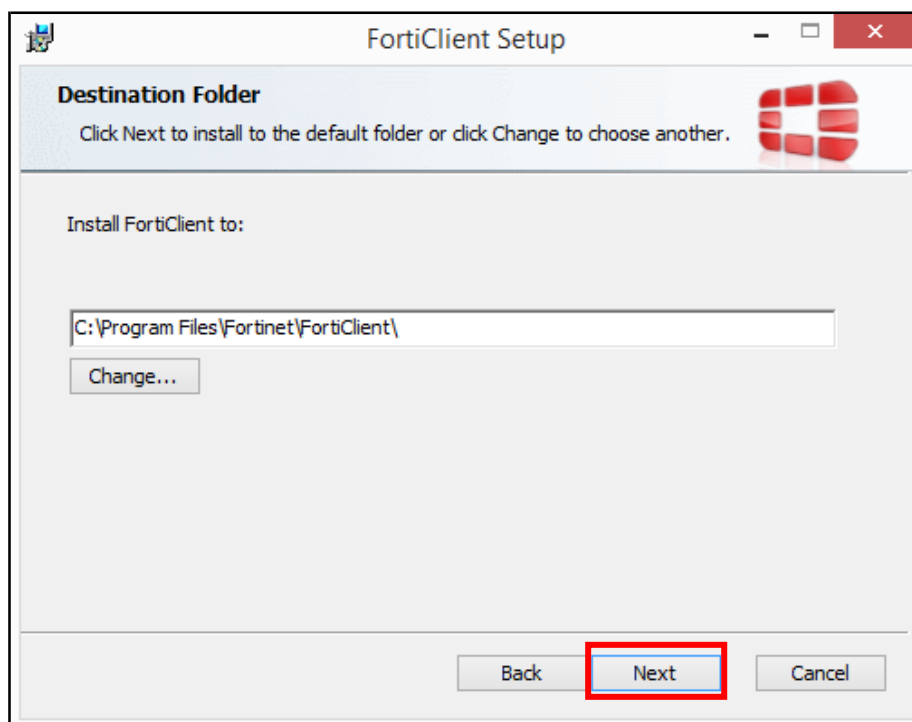 FortiClient Setup
Destination Folder
Click Next to install to the default folder or click Change to choose another.
Install FortiClient to:
C:\Program Files\Fortinet\FortiClient\
Change...
Back Next Cancel